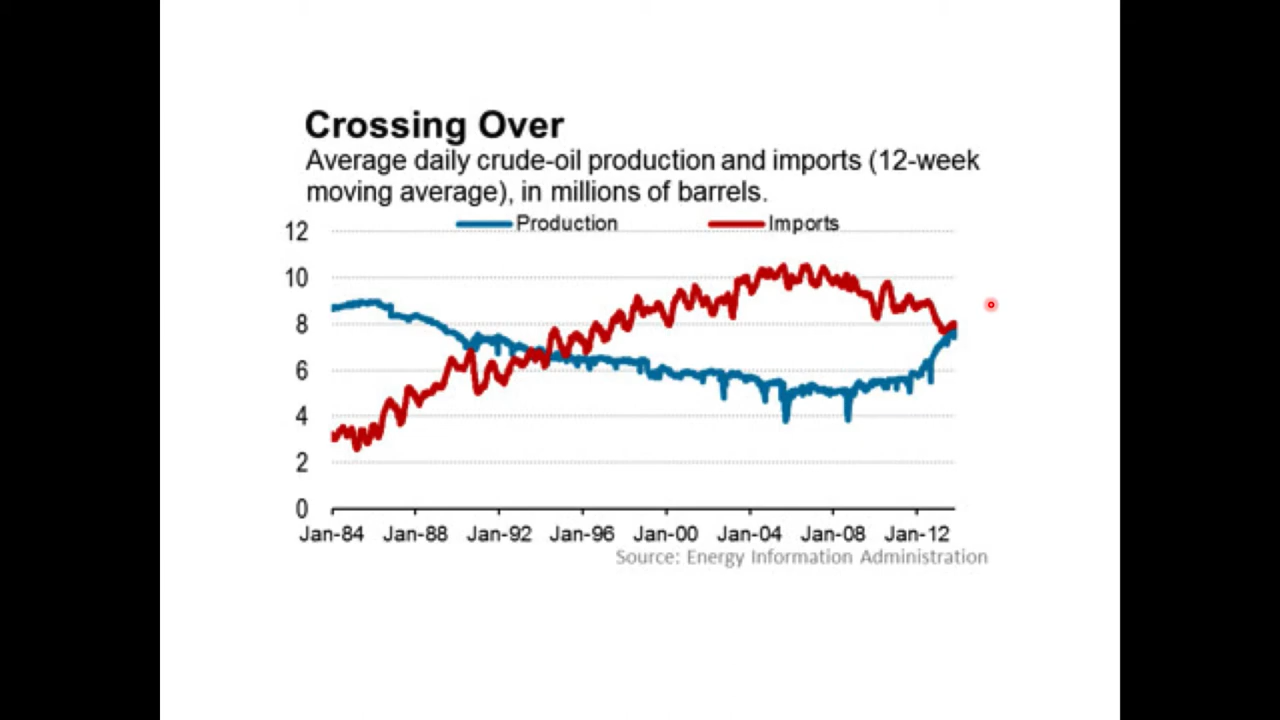 Crossing Over
Average daily crude-oil production and imports (12-week
moving average), in millions of barrels.
Production Imports
12
10
8
6
4
2
0
Jan-84 Jan-88 Jan-92 Jan-96 Jan-00 Jan-04 Jan-08 Jan-12
Source: Energy Information Administration